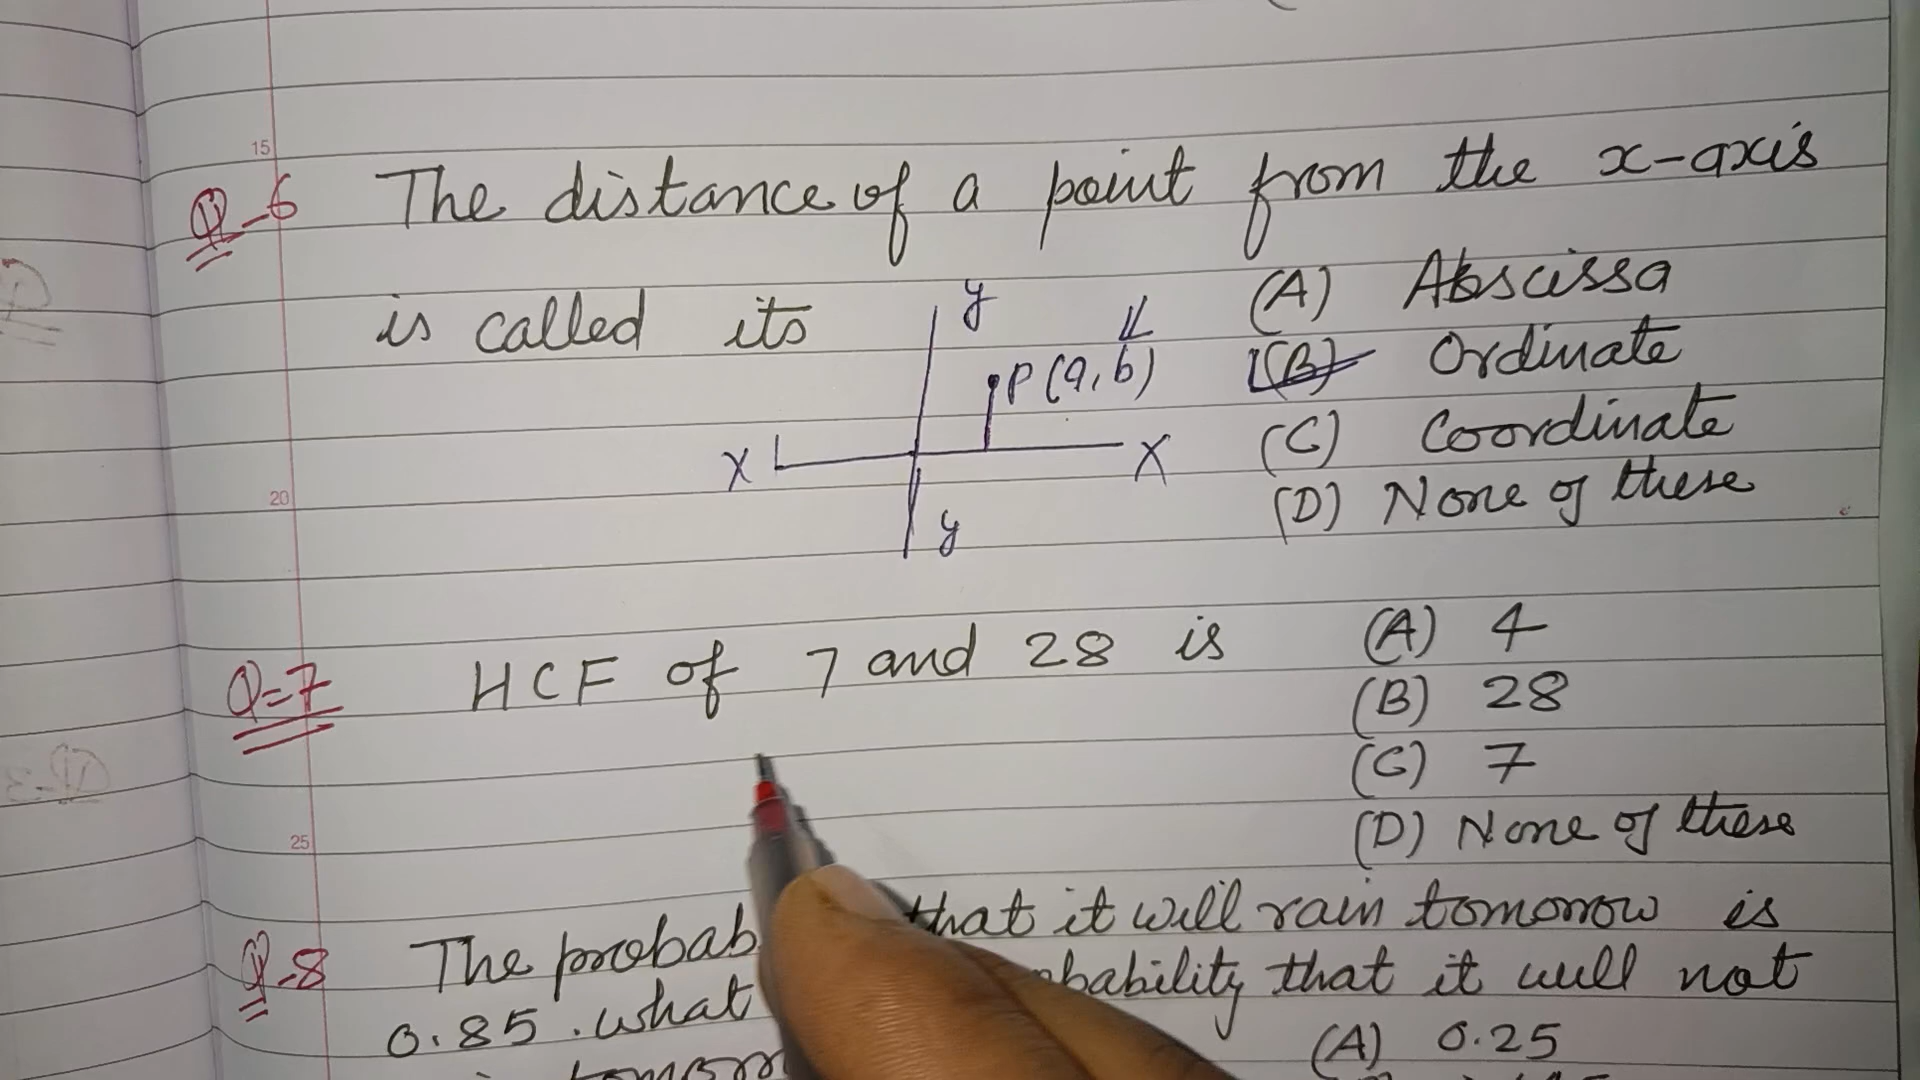 15
Q-6 The distance of a point from the x-axis
is called its
y
P(a,b)
X
X
y
(A) Abscissa
(B) Ordinate
(C) Coordinate
(D) None of these
20
Q=7 HCF of 7 and 28 is
(A) 4
(B) 28
(C) 7
(D) None of these
25
Q-8 The that it will rain tomorrow is
0.85. what that it will not
(A) 0.25